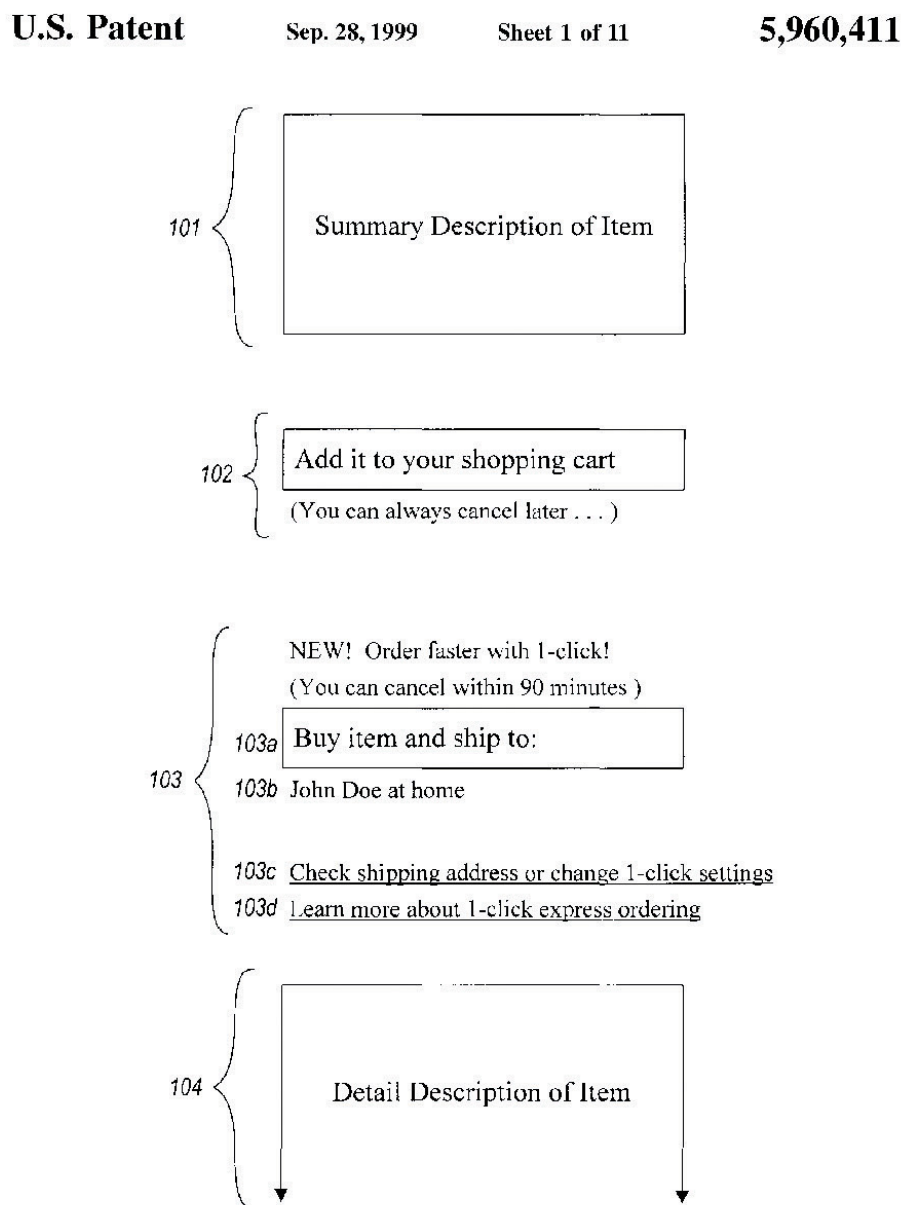 U.S. Patent Sep. 28, 1999 Sheet 1 of 11 5,960,411
101 Summary Description of Item
102 Add it to your shopping cart
(You can always cancel later . . . )
NEW! Order faster with 1-click!
(You can cancel within 90 minutes )
103a Buy item and ship to:
103
103b John Doe at home
103c Check shipping address or change 1-click settings
103d Learn more about 1-click express ordering
104 Detail Description of Item